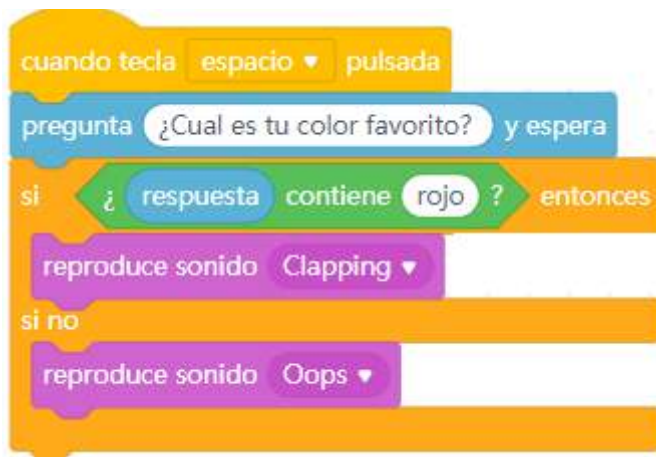 cuando tecla espacio pulsada
pregunta ¿Cual es tu color favorito? y espera
si ¿ respuesta contiene rojo ? entonces
reproduce sonido Clapping
si no
reproduce sonido Oops